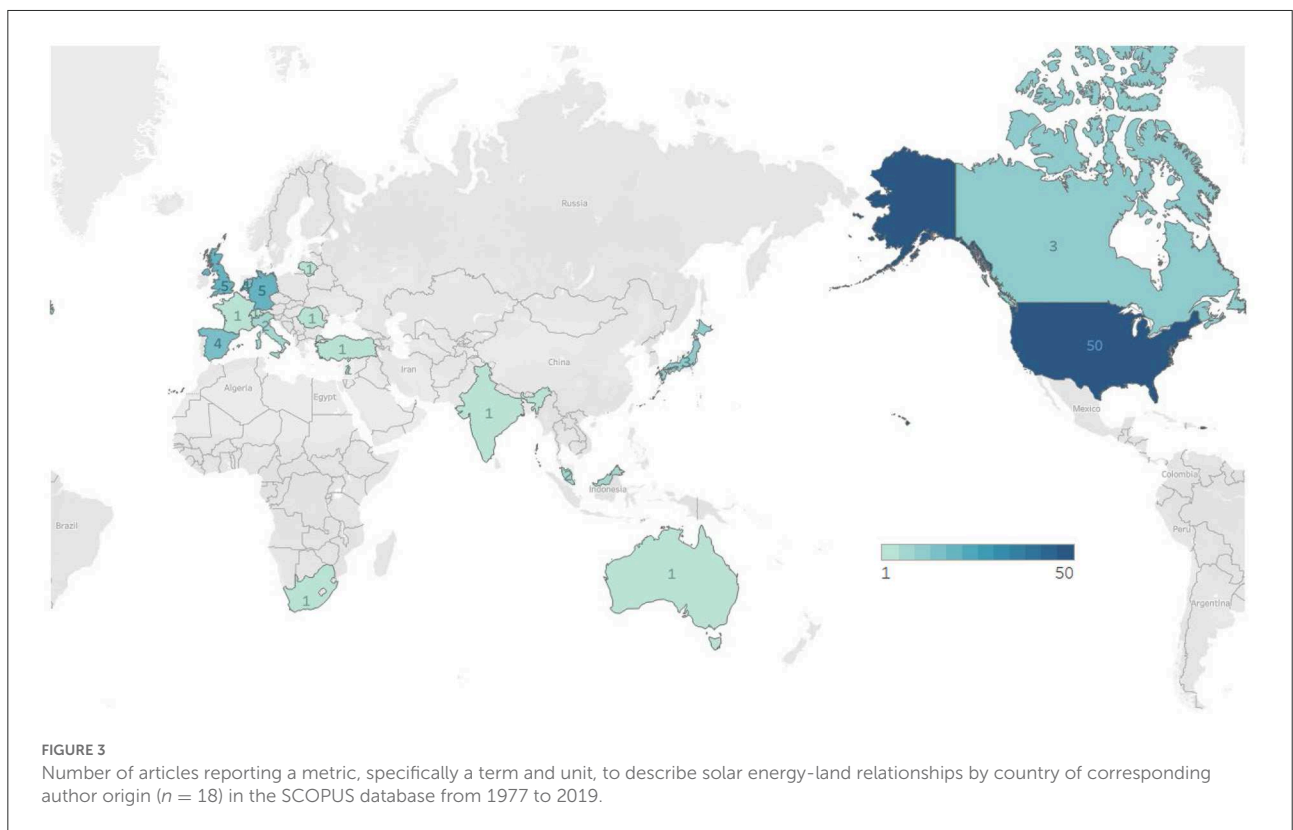 Russia
3
1
5
4
5
1
1
4
1
50
China
Iran
Algeria
Egypt
Mexico
1
Indonesia
Colombia
Brazil
Peru
1
1
1 50
Argentina
FIGURE 3
Number of articles reporting a metric, specifically a term and unit, to describe solar energy-land relationships by country of corresponding
author origin (n = 18) in the SCOPUS database from 1977 to 2019.